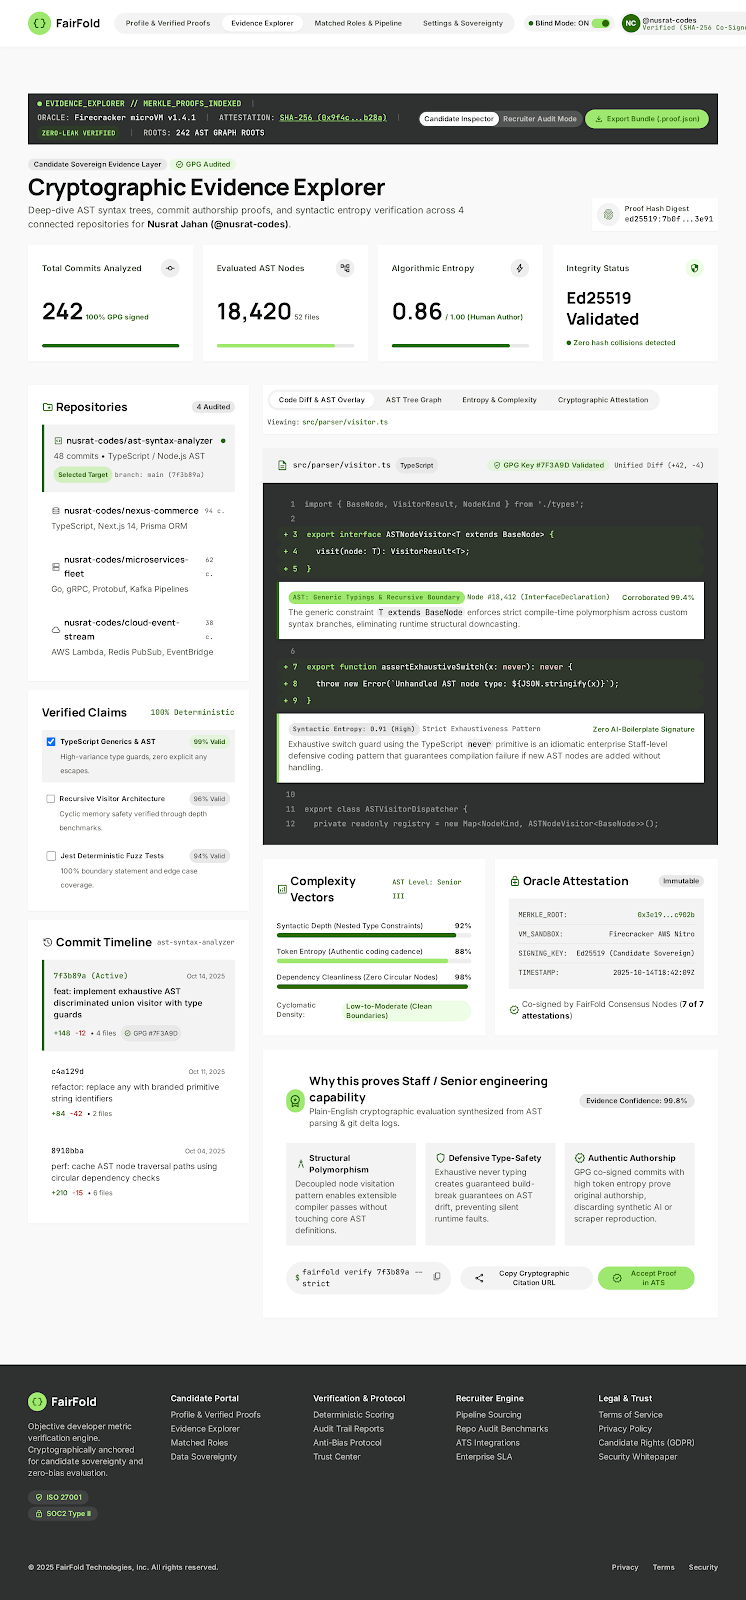 FairFold
Profile & Verified Proofs
Evidence Explorer
Matched Roles & Pipeline
Settings & Sovereignty
Blind Mode: ON
NC
@nusrat-codes
Verified (SHA-256 Co-Signe
EVIDENCE_EXPLORER // MERKLE_PROOFS_INDEXED |
ORACLE: Firecracker microVM v1.4.1 | ATTESTATION: SHA-256 (0x9f4c...b28a) |
ZERO-LEAK VERIFIED | ROOTS: 242 AST GRAPH ROOTS
Candidate Inspector
Recruiter Audit Mode
Export Bundle (.proof.json)
Candidate Sovereign Evidence Layer
GPG Audited
Cryptographic Evidence Explorer
Deep-dive AST syntax trees, commit authorship proofs, and syntactic entropy verification across 4
connected repositories for Nusrat Jahan (@nusrat-codes).
Proof Hash Digest
ed25519:7b0f...3e91
Total Commits Analyzed
242 100% GPG signed
Evaluated AST Nodes
18,420 52 files
Algorithmic Entropy
0.86 / 1.00 (Human Author)
Integrity Status
Ed25519
Validated
Zero hash collisions detected
Repositories
4 Audited
nusrat-codes/ast-syntax-analyzer
48 commits • TypeScript / Node.js AST
Selected Target
branch: main (7f3b89a)
nusrat-codes/nexus-commerce
94 c.
TypeScript, Next.js 14, Prisma ORM
nusrat-codes/microservices-
fleet
62
c.
Go, gRPC, Protobuf, Kafka Pipelines
nusrat-codes/cloud-event-
stream
38
c.
AWS Lambda, Redis PubSub, EventBridge
Verified Claims
100% Deterministic
TypeScript Generics & AST
99% Valid
High-variance type guards, zero explicit any
escapes.
Recursive Visitor Architecture
96% Valid
Cyclic memory safety verified through depth
benchmarks.
Jest Deterministic Fuzz Tests
94% Valid
100% boundary statement and edge case
coverage.
Commit Timeline
ast-syntax-analyzer
7f3b89a (Active)
Oct 14, 2025
feat: implement exhaustive AST
discriminated union visitor with type
guards
+148 -12 • 4 files
GPG #7F3A9D
c4a129d
Oct 11, 2025
refactor: replace any with branded primitive
string identifiers
+84 -42 • 2 files
8910bba
Oct 04, 2025
perf: cache AST node traversal paths using
circular dependency checks
+210 -15 • 6 files
Code Diff & AST Overlay
AST Tree Graph
Entropy & Complexity
Cryptographic Attestation
Viewing: src/parser/visitor.ts
src/parser/visitor.ts
TypeScript
GPG Key #7F3A9D Validated
Unified Diff (+42, -4)
1 import { BaseNode, VisitorResult, NodeKind } from './types';
2
+ 3 export interface ASTNodeVisitor<T extends BaseNode> {
+ 4 visit(node: T): VisitorResult<T>;
+ 5 }
AST: Generic Typings & Recursive Boundary
Node #18,412 (InterfaceDeclaration)
Corroborated 99.4%
The generic constraint T extends BaseNode enforces strict compile-time polymorphism across custom
syntax branches, eliminating runtime structural downcasting.
6
+ 7 export function assertExhaustiveSwitch(x: never): never {
+ 8 throw new Error(`Unhandled AST node type: ${JSON.stringify(x)}`);
+ 9 }
Syntactic Entropy: 0.91 (High)
Strict Exhaustiveness Pattern
Zero AI-Boilerplate Signature
Exhaustive switch guard using the TypeScript never primitive is an idiomatic enterprise Staff-level
defensive coding pattern that guarantees compilation failure if new AST nodes are added without
handling.
10
11 export class ASTVisitorDispatcher {
12 private readonly registry = new Map<NodeKind, ASTNodeVisitor<BaseNode>>();
Complexity
Vectors
AST Level: Senior
III
Syntactic Depth (Nested Type Constraints) 92%
Token Entropy (Authentic coding cadence) 88%
Dependency Cleanliness (Zero Circular Nodes) 98%
Cyclomatic
Density:
Low-to-Moderate (Clean
Boundaries)
Oracle Attestation
Immutable
MERKLE_ROOT: 0x3e19...c902b
VM_SANDBOX: Firecracker AWS Nitro
SIGNING_KEY: Ed25519 (Candidate Sovereign)
TIMESTAMP: 2025-10-14T18:42:09Z
Co-signed by FairFold Consensus Nodes (7 of 7
attestations)
Why this proves Staff / Senior engineering
capability
Plain-English cryptographic evaluation synthesized from AST
parsing & git delta logs.
Evidence Confidence: 99.8%
Structural
Polymorphism
Decoupled node visitation
pattern enables extensible
compiler passes without
touching core AST
definitions.
Defensive Type-Safety
Exhaustive never typing
creates guaranteed build-
break guarantees on AST
drift, preventing silent
runtime faults.
Authentic Authorship
GPG co-signed commits with
high token entropy prove
original authorship,
discarding synthetic AI or
scraper reproduction.
$ fairfold verify 7f3b89a --
strict
Copy Cryptographic
Citation URL
Accept Proof
in ATS
FairFold
Objective developer metric
verification engine.
Cryptographically anchored
for candidate sovereignty and
zero-bias evaluation.
ISO 27001
SOC2 Type II
Candidate Portal
Profile & Verified Proofs
Evidence Explorer
Matched Roles
Data Sovereignty
Verification & Protocol
Deterministic Scoring
Audit Trail Reports
Anti-Bias Protocol
Trust Center
Recruiter Engine
Pipeline Sourcing
Repo Audit Benchmarks
ATS Integrations
Enterprise SLA
Legal & Trust
Terms of Service
Privacy Policy
Candidate Rights (GDPR)
Security Whitepaper
© 2025 FairFold Technologies, Inc. All rights reserved.
Privacy
Terms
Security